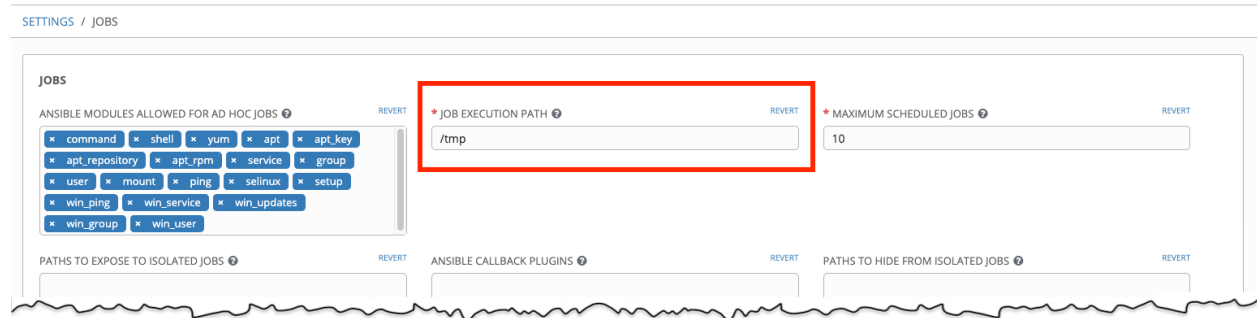 SETTINGS / JOBS
JOBS
ANSIBLE MODULES ALLOWED FOR AD HOC JOBS ? REVERT
× command × shell × yum × apt × apt_key
× apt_repository × apt_rpm × service × group
× user × mount × ping × selinux × setup
× win_ping × win_service × win_updates
× win_group × win_user
* JOB EXECUTION PATH ? REVERT
/tmp
* MAXIMUM SCHEDULED JOBS ? REVERT
10
PATHS TO EXPOSE TO ISOLATED JOBS ? REVERT
ANSIBLE CALLBACK PLUGINS ? REVERT
PATHS TO HIDE FROM ISOLATED JOBS ? REVERT